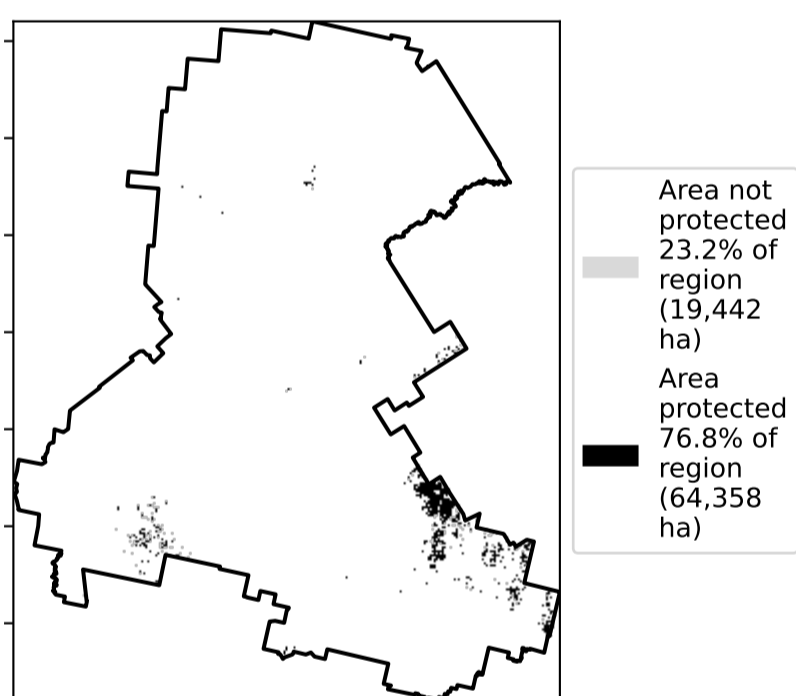 Area not
protected
23.2% of
region
(19,442
ha)
Area
protected
76.8% of
region
(64,358
ha)